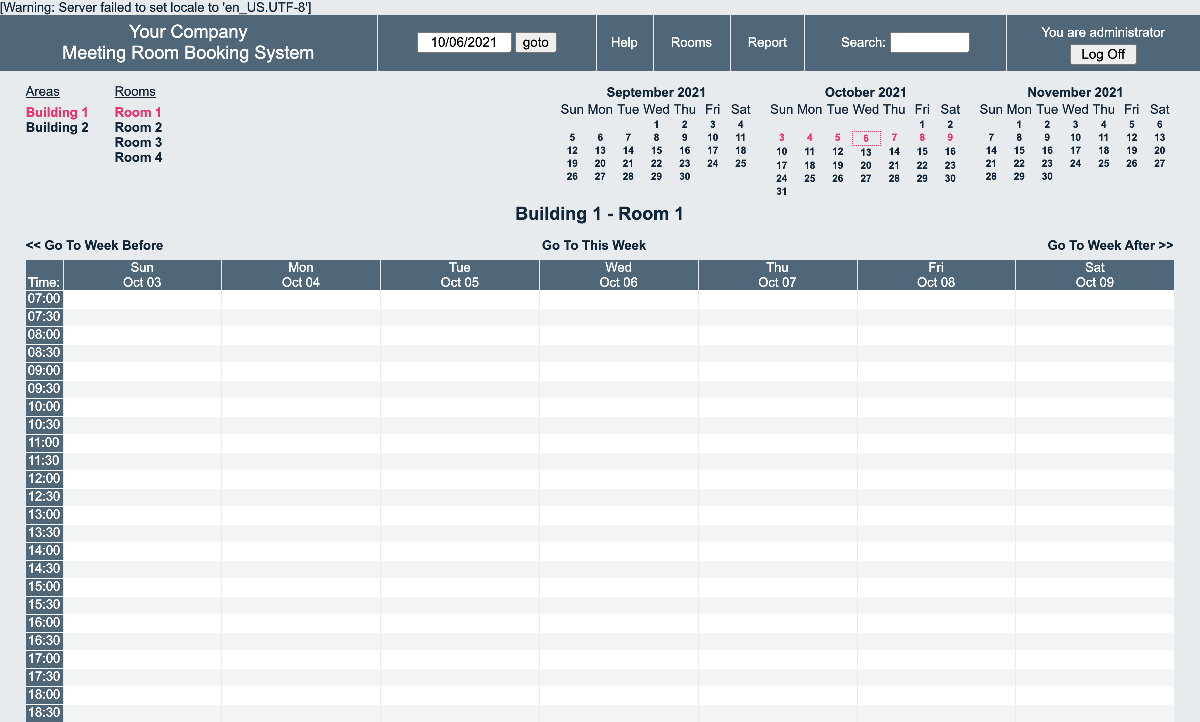 [Warning: Server failed to set locale to 'en_US.UTF-8']
Your Company
Meeting Room Booking System
10/06/2021 goto
Help
Rooms
Report
Search:
You are administrator
Log Off
Areas
Building 1
Building 2
Rooms
Room 1
Room 2
Room 3
Room 4
September 2021
Sun Mon Tue Wed Thu Fri Sat
1 2 3 4
5 6 7 8 9 10 11
12 13 14 15 16 17 18
19 20 21 22 23 24 25
26 27 28 29 30
October 2021
Sun Mon Tue Wed Thu Fri Sat
1 2
3 4 5 6 7 8 9
10 11 12 13 14 15 16
17 18 19 20 21 22 23
24 25 26 27 28 29 30
31
November 2021
Sun Mon Tue Wed Thu Fri Sat
1 2 3 4 5 6
7 8 9 10 11 12 13
14 15 16 17 18 19 20
21 22 23 24 25 26 27
28 29 30
Building 1 - Room 1
<< Go To Week Before Go To This Week Go To Week After >>
Sun Mon Tue Wed Thu Fri Sat
Time: Oct 03 Oct 04 Oct 05 Oct 06 Oct 07 Oct 08 Oct 09
07:00
07:30
08:00
08:30
09:00
09:30
10:00
10:30
11:00
11:30
12:00
12:30
13:00
13:30
14:00
14:30
15:00
15:30
16:00
16:30
17:00
17:30
18:00
18:30